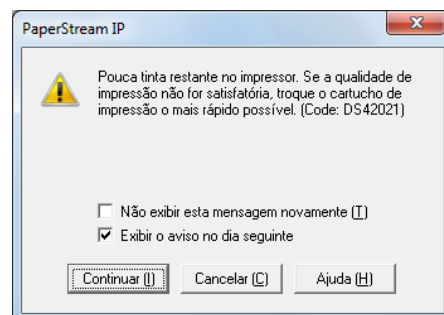 PaperStream IP
Pouca tinta restante no impressor. Se a qualidade de
impressão não for satisfatória, troque o cartucho de
impressão o mais rápido possível. (Code: DS42021)
Não exibir esta mensagem novamente (T)
Exibir o aviso no dia seguinte
Continuar (I) Cancelar (C) Ajuda (H)